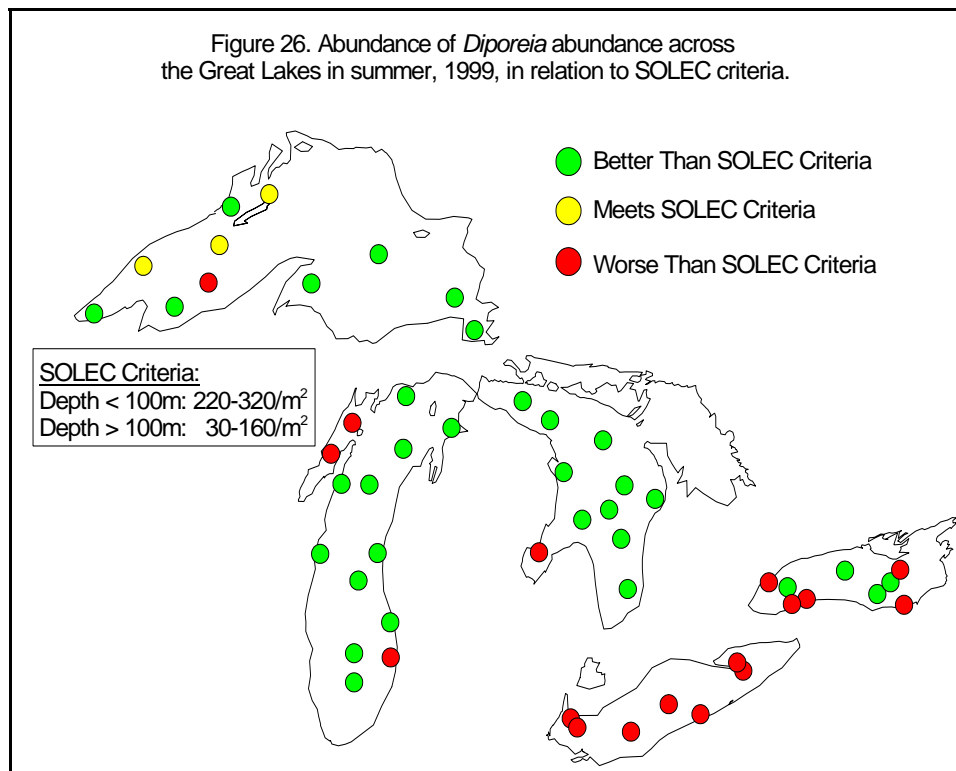 Figure 26. Abundance of Diporeia abundance across
the Great Lakes in summer, 1999, in relation to SOLEC criteria.
Better Than SOLEC Criteria
Meets SOLEC Criteria
Worse Than SOLEC Criteria
SOLEC Criteria:
Depth < 100m: 220-320/m²
Depth > 100m: 30-160/m²